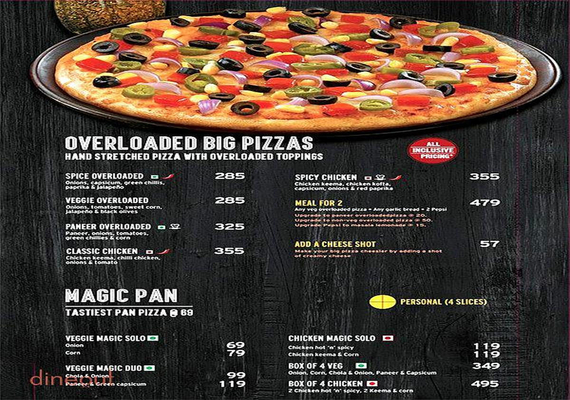 OVERLOADED BIG PIZZAS
HAND STRETCHED PIZZA WITH OVERLOADED TOPPINGS
ALL
INCLUSIVE
PRICING*
SPICE OVERLOADED 285
Onions, capsicum, green chillis,
paprika & jalapeño
VEGGIE OVERLOADED 285
Onions, tomatoes, sweet corn,
jalapeño & black olives
PANEER OVERLOADED 325
Paneer, onions, tomatoes,
green chillies & corn
CLASSIC CHICKEN 355
Chicken keema, chilli chicken,
onions & tomato
SPICY CHICKEN 355
Chicken keema, chicken kofta,
capsicum, onions & red paprika
MEAL FOR 2 479
Any veg overloaded pizza + Any garlic bread + 2 Pepsi
Upgrade to paneer overloaded pizza @ 20.
Upgrade to non-veg overloaded pizza @ 50.
Upgrade Pepsi to masala lemonade @ 15.
ADD A CHEESE SHOT 57
Make your big pizza cheesier by adding a shot
of creamy cheese
MAGIC PAN
TASTIEST PAN PIZZA @ 69
PERSONAL (4 SLICES)
VEGGIE MAGIC SOLO
Onion 69
Corn 79
VEGGIE MAGIC DUO
Chola & Onion 99
Paneer & Green capsicum 119
CHICKEN MAGIC SOLO
Chicken hot 'n' spicy 119
Chicken keema & Corn 119
BOX OF 4 VEG 349
Onion, Corn, Chola & Onion, Paneer & Capsicum
BOX OF 4 CHICKEN 495
2 Chicken hot 'n' spicy, 2 Keema & corn
dineout